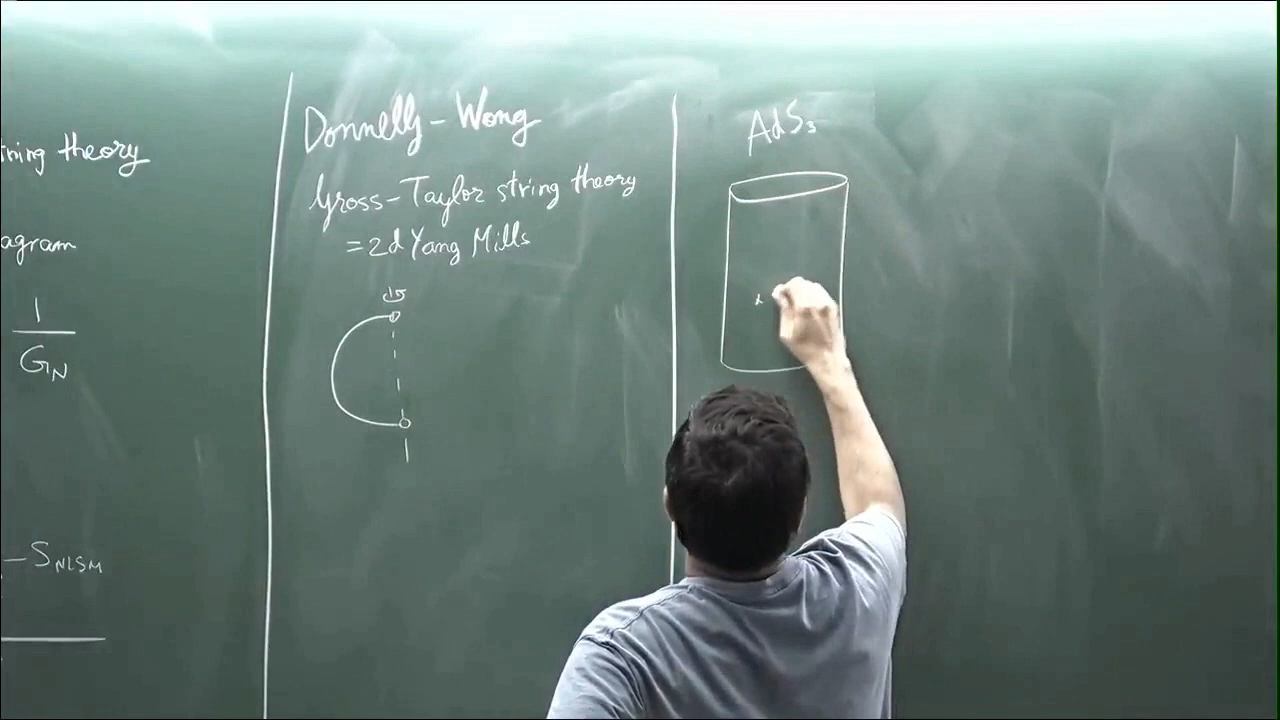 ring theory
agram
1
G_N
– S_NLSM
Donnelly – Wong
Gross – Taylor string theory
= 2d Yang Mills
AdS₃